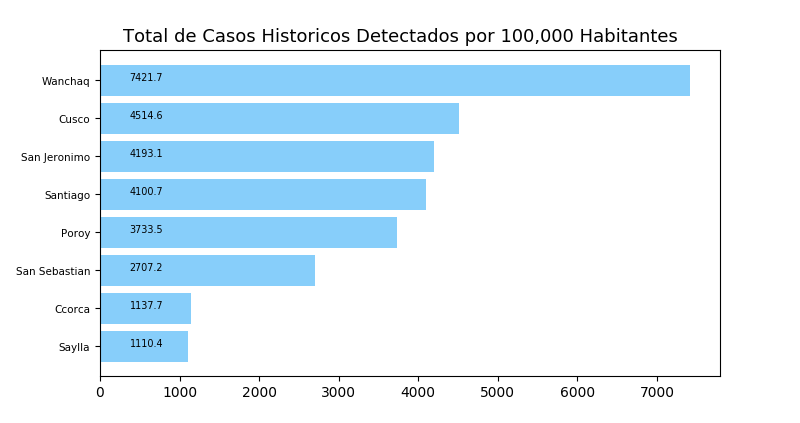 Total de Casos Historicos Detectados por 100,000 Habitantes
Wanchaq 7421.7
Cusco 4514.6
San Jeronimo 4193.1
Santiago 4100.7
Poroy 3733.5
San Sebastian 2707.2
Ccorca 1137.7
Saylla 1110.4
0 1000 2000 3000 4000 5000 6000 7000